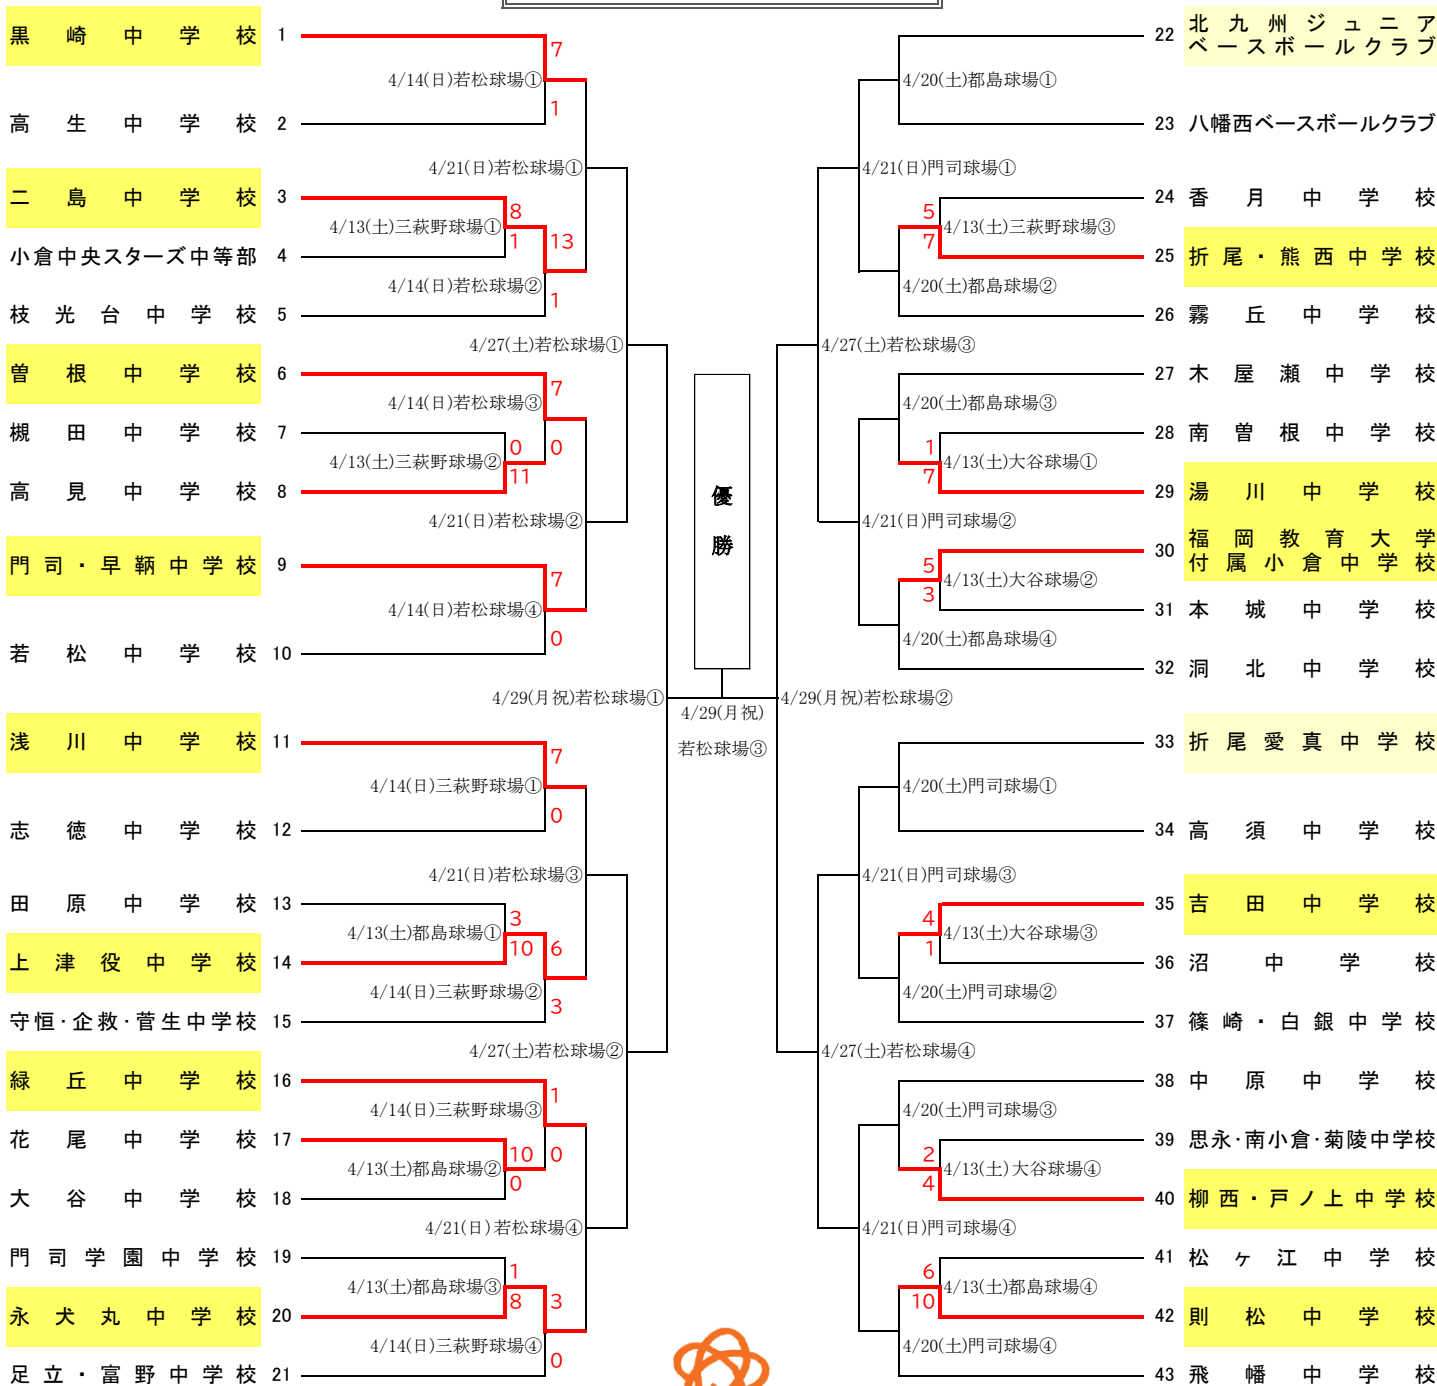 黒崎中学校 1
7
4/14(日)若松球場①
1
高生中学校 2
4/21(日)若松球場①
二島中学校 3
8
4/13(土)三萩野球場①
1
13
小倉中央スターズ中等部 4
4/14(日)若松球場②
1
枝光台中学校 5
4/27(土)若松球場①
曽根中学校 6
7
4/14(日)若松球場③
槻田中学校 7
0
0
4/13(土)三萩野球場②
11
高見中学校 8
4/21(日)若松球場②
門司・早鞆中学校 9
7
4/14(日)若松球場④
0
若松中学校 10
4/29(月祝)若松球場①
浅川中学校 11
7
4/14(日)三萩野球場①
0
志徳中学校 12
4/21(日)若松球場③
田原中学校 13
3
4/13(土)都島球場①
10
6
上津役中学校 14
4/14(日)三萩野球場②
3
守恒・企救・菅生中学校 15
4/27(土)若松球場②
緑丘中学校 16
1
4/14(日)三萩野球場③
花尾中学校 17
10
0
4/13(土)都島球場②
0
大谷中学校 18
4/21(日)若松球場④
門司学園中学校 19
1
4/13(土)都島球場③
8
3
永犬丸中学校 20
4/14(日)三萩野球場④
0
足立・富野中学校 21
優勝
4/29(月祝)
若松球場③
22 北九州ジュニア
ベースボールクラブ
4/20(土)都島球場①
23 八幡西ベースボールクラブ
4/21(日)門司球場①
24 香月中学校
5
4/13(土)三萩野球場③
7
25 折尾・熊西中学校
4/20(土)都島球場②
26 霧丘中学校
4/27(土)若松球場③
27 木屋瀬中学校
4/20(土)都島球場③
28 南曽根中学校
1
4/13(土)大谷球場①
7
29 湯川中学校
4/21(日)門司球場②
30 福岡教育大学
付属小倉中学校
5
4/13(土)大谷球場②
3
31 本城中学校
4/20(土)都島球場④
32 洞北中学校
4/29(月祝)若松球場②
33 折尾愛真中学校
4/20(土)門司球場①
34 高須中学校
4/21(日)門司球場③
35 吉田中学校
4
4/13(土)大谷球場③
1
36 沼中学校
4/20(土)門司球場②
37 篠崎・白銀中学校
4/27(土)若松球場④
38 中原中学校
4/20(土)門司球場③
39 思永・南小倉・菊陵中学校
2
4/13(土)大谷球場④
4
40 柳西・戸ノ上中学校
4/21(日)門司球場④
41 松ヶ江中学校
6
4/13(土)都島球場④
10
42 則松中学校
4/20(土)門司球場④
43 飛幡中学校